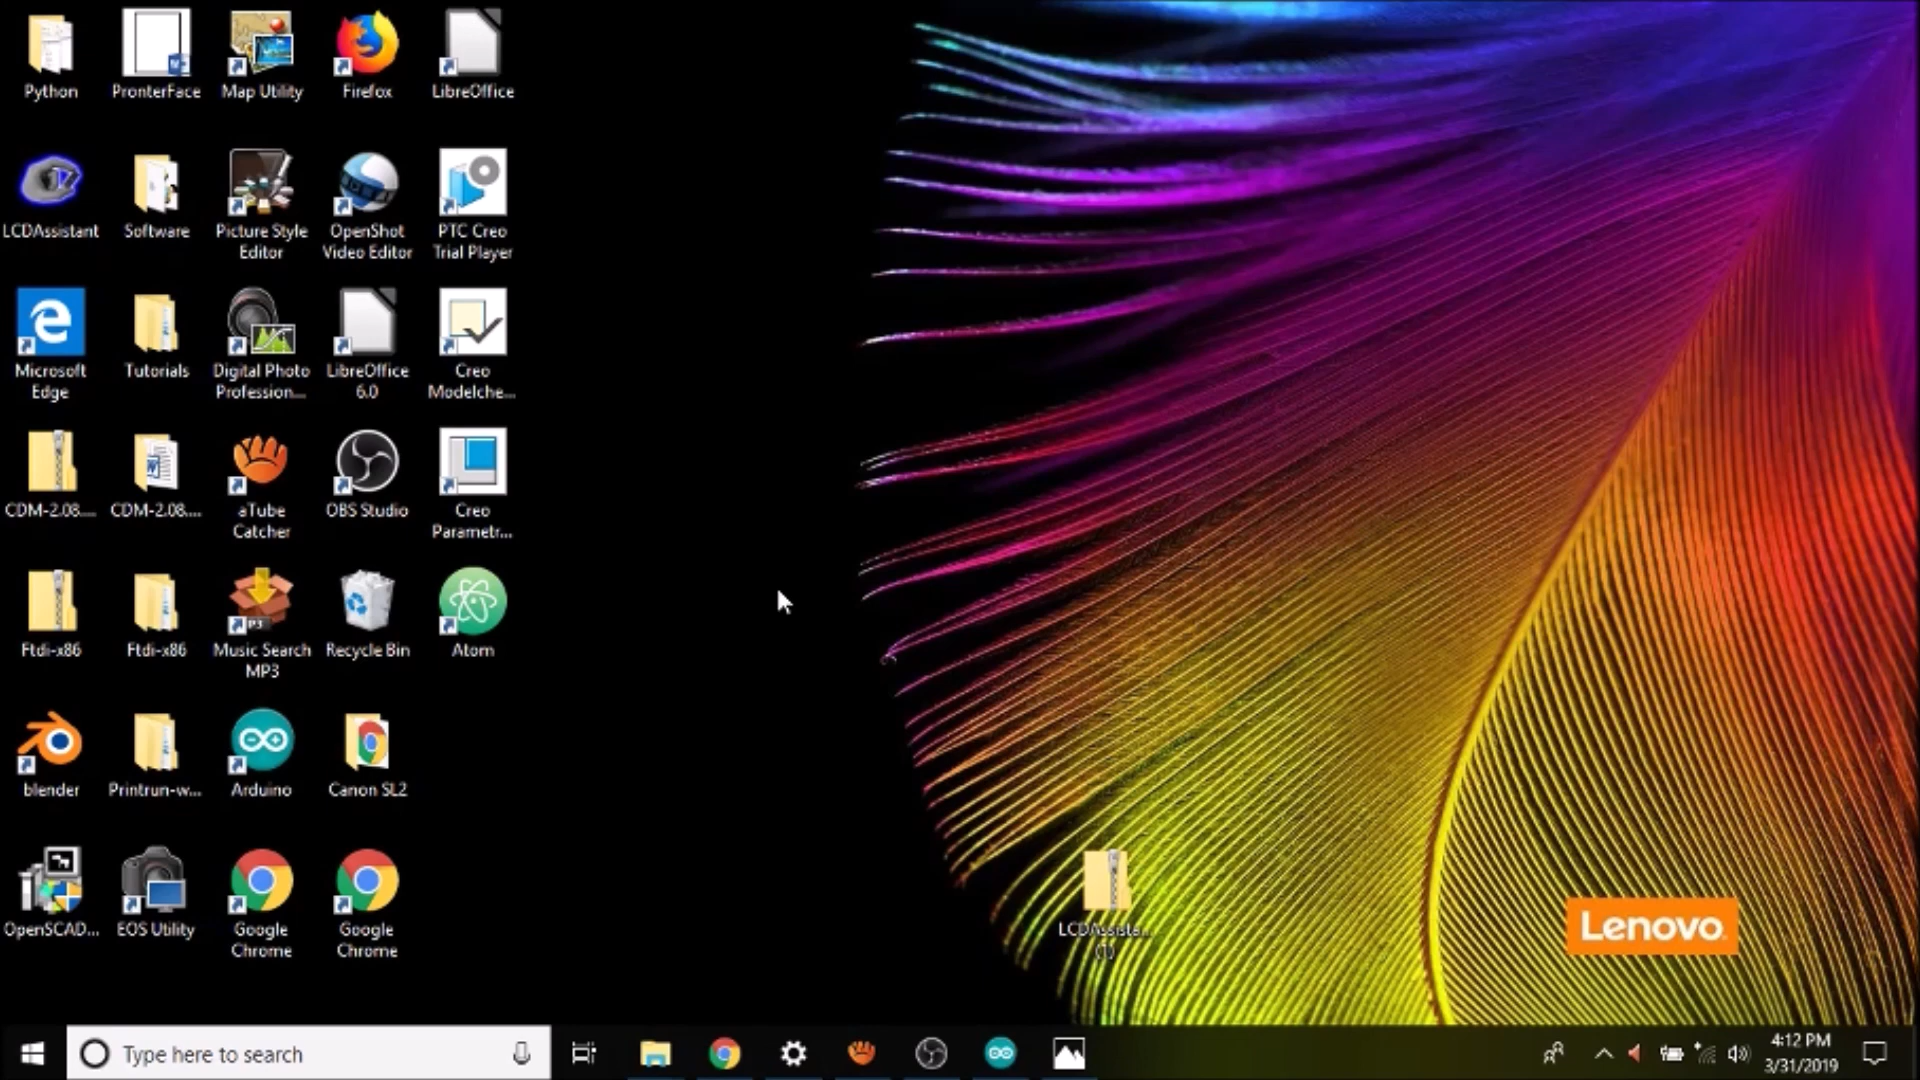 Python
PronterFace
Map Utility
Firefox
LibreOffice
LCDAssistant
Software
Picture Style
Editor
OpenShot
Video Editor
PTC Creo
Trial Player
Microsoft
Edge
Tutorials
Digital Photo
Profession...
LibreOffice
6.0
Creo
Modelche...
CDM-2.08....
CDM-2.08....
aTube
Catcher
OBS Studio
Creo
Parametr...
Ftdi-x86
Ftdi-x86
Music Search
MP3
Recycle Bin
Atom
blender
Printrun-w...
Arduino
Canon SL2
OpenSCAD...
EOS Utility
Google
Chrome
Google
Chrome
LCDAssista...
(1)
Lenovo
Type here to search
4:12 PM
3/31/2019